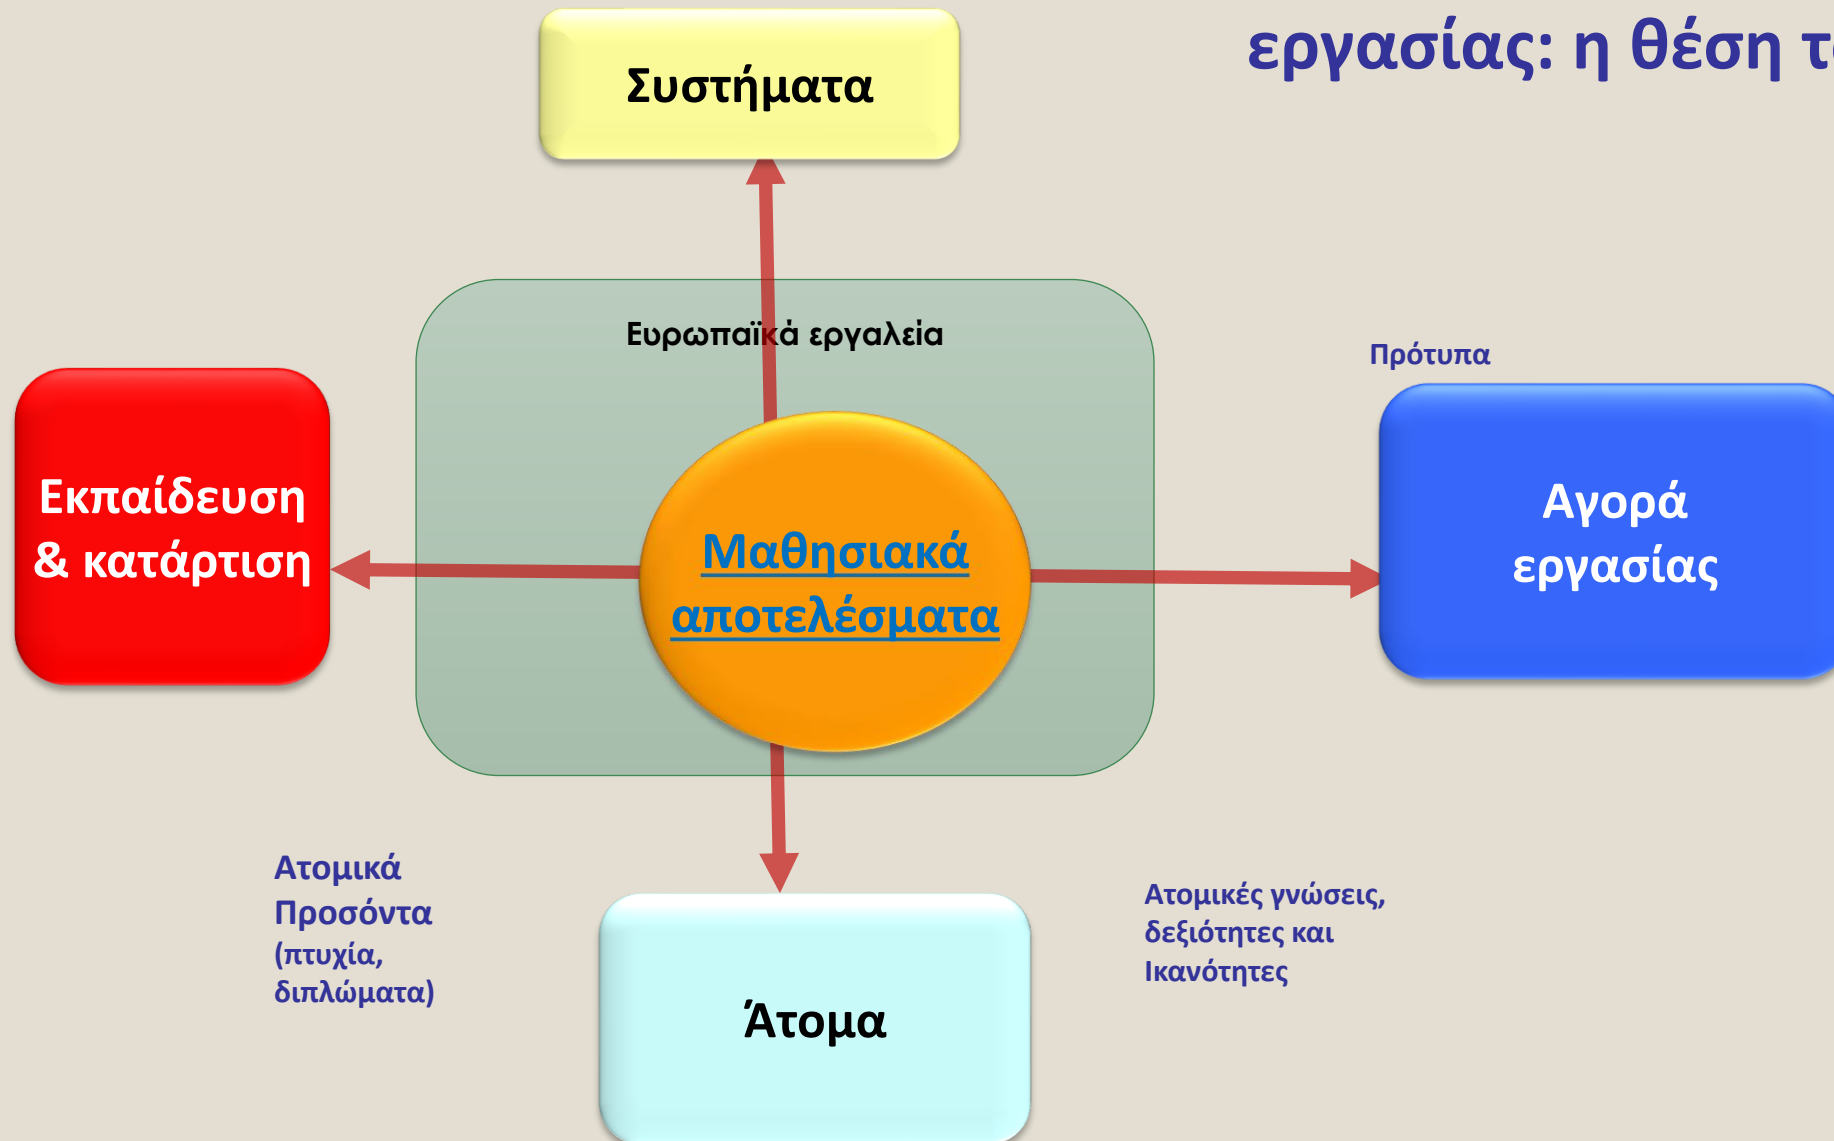 εργασίας: η θέση
Συστήματα
Ευρωπαϊκά εργαλεία
Πρότυπα
Εκπαίδευση
& κατάρτιση
Μαθησιακά
αποτελέσματα
Αγορά
εργασίας
Ατομικά
Προσόντα
(πτυχία,
διπλώματα)
Ατομικές γνώσεις,
δεξιότητες και
Ικανότητες
Άτομα